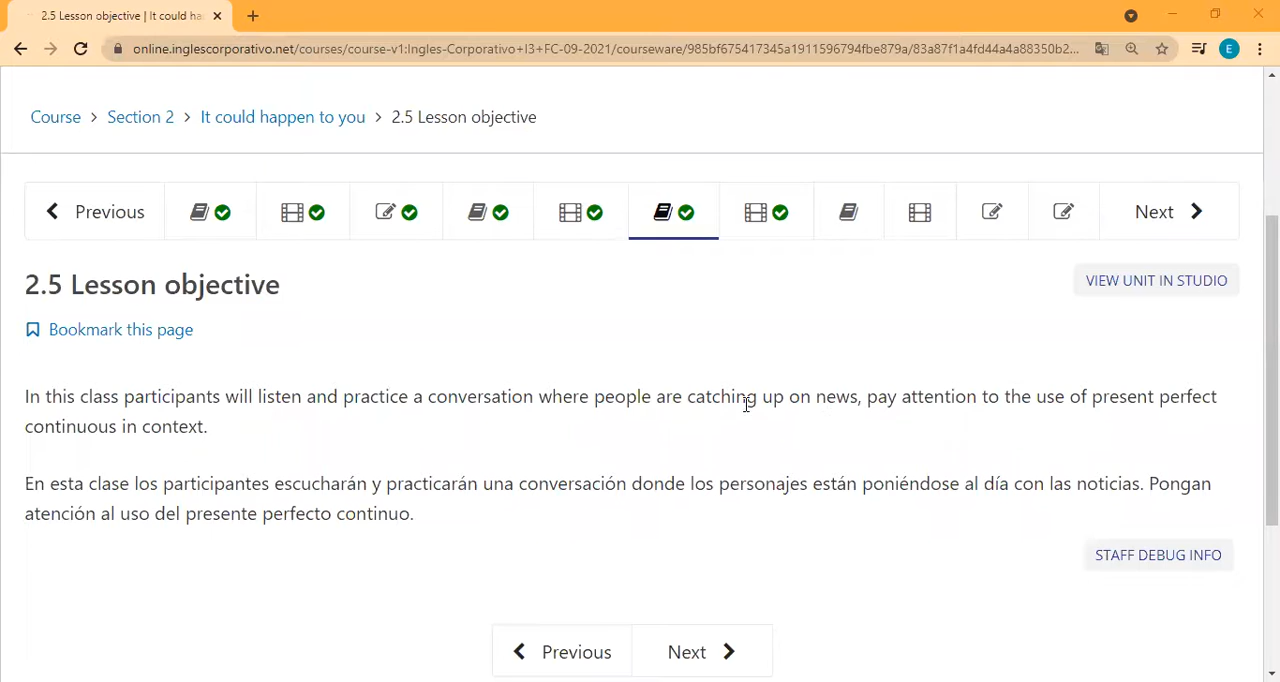 2.5 Lesson objective | It could ha
online.inglescorporativo.net/courses/course-v1:Ingles-Corporativo+I3+FC-09-2021/courseware/985bf675417345a1911596794fbe879a/83a87f1a4fd44a4a88350b2...
E
Course > Section 2 > It could happen to you > 2.5 Lesson objective
Previous
Next
2.5 Lesson objective
VIEW UNIT IN STUDIO
Bookmark this page
In this class participants will listen and practice a conversation where people are catching up on news, pay attention to the use of present perfect
continuous in context.
En esta clase los participantes escucharán y practicarán una conversación donde los personajes están poniéndose al día con las noticias. Pongan
atención al uso del presente perfecto continuo.
STAFF DEBUG INFO
Previous
Next